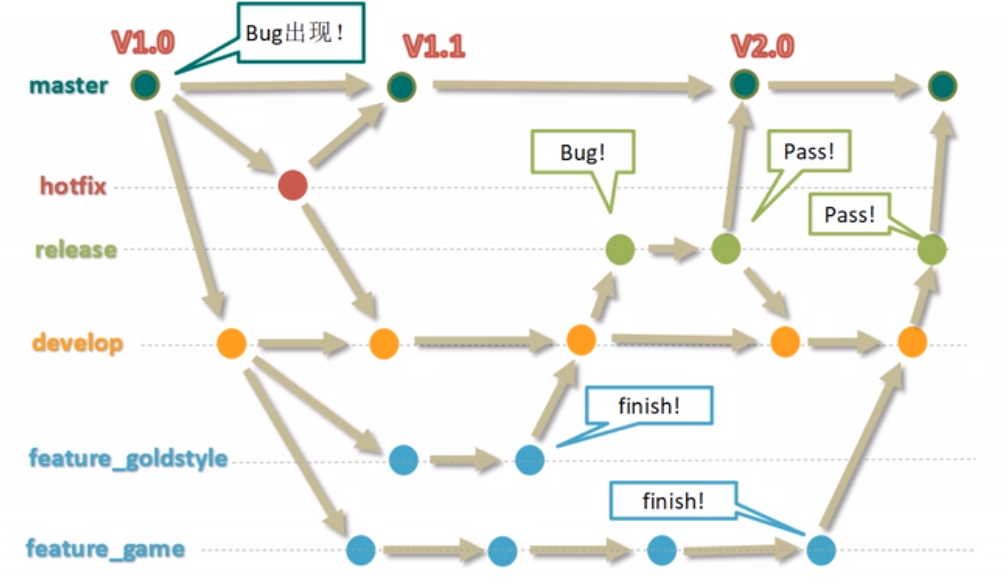 V1.0
Bug出现！
V1.1
V2.0
master
Bug!
Pass!
hotfix
Pass!
release
develop
finish!
feature_goldstyle
finish!
feature_game